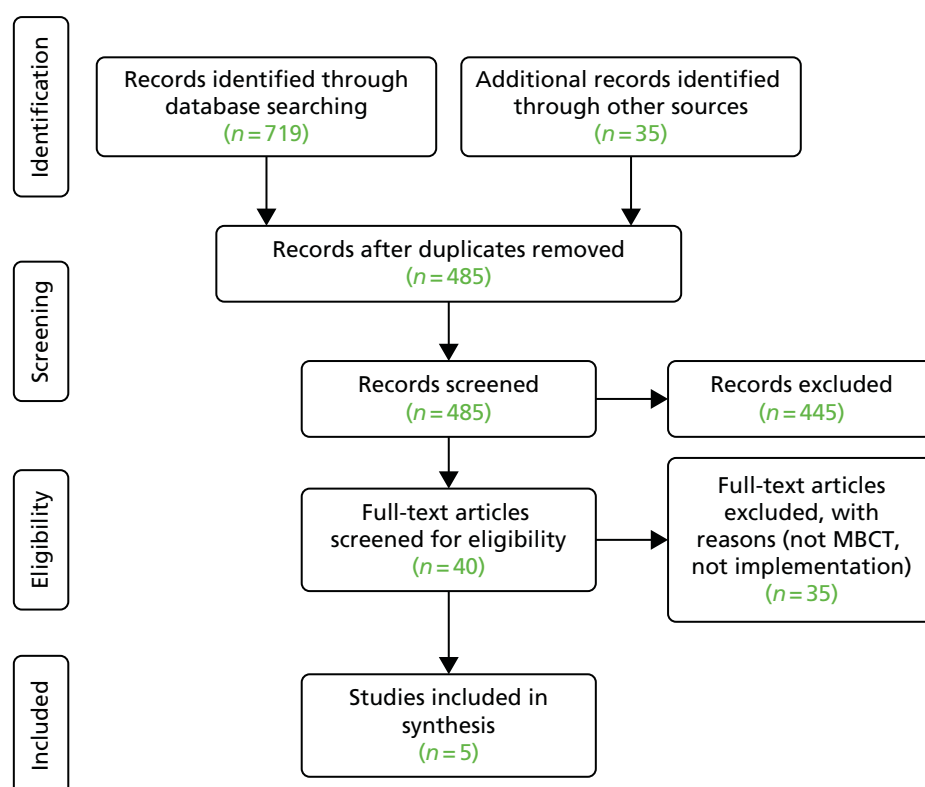 Identification
Records identified through
database searching
(n=719)
Additional records identified
through other sources
(n=35)
Records after duplicates removed
(n=485)
Screening
Records screened
(n=485)
Records excluded
(n=445)
Eligibility
Full-text articles
screened for eligibility
(n=40)
Full-text articles
excluded, with
reasons (not MBCT,
not implementation)
(n=35)
Included
Studies included in
synthesis
(n=5)